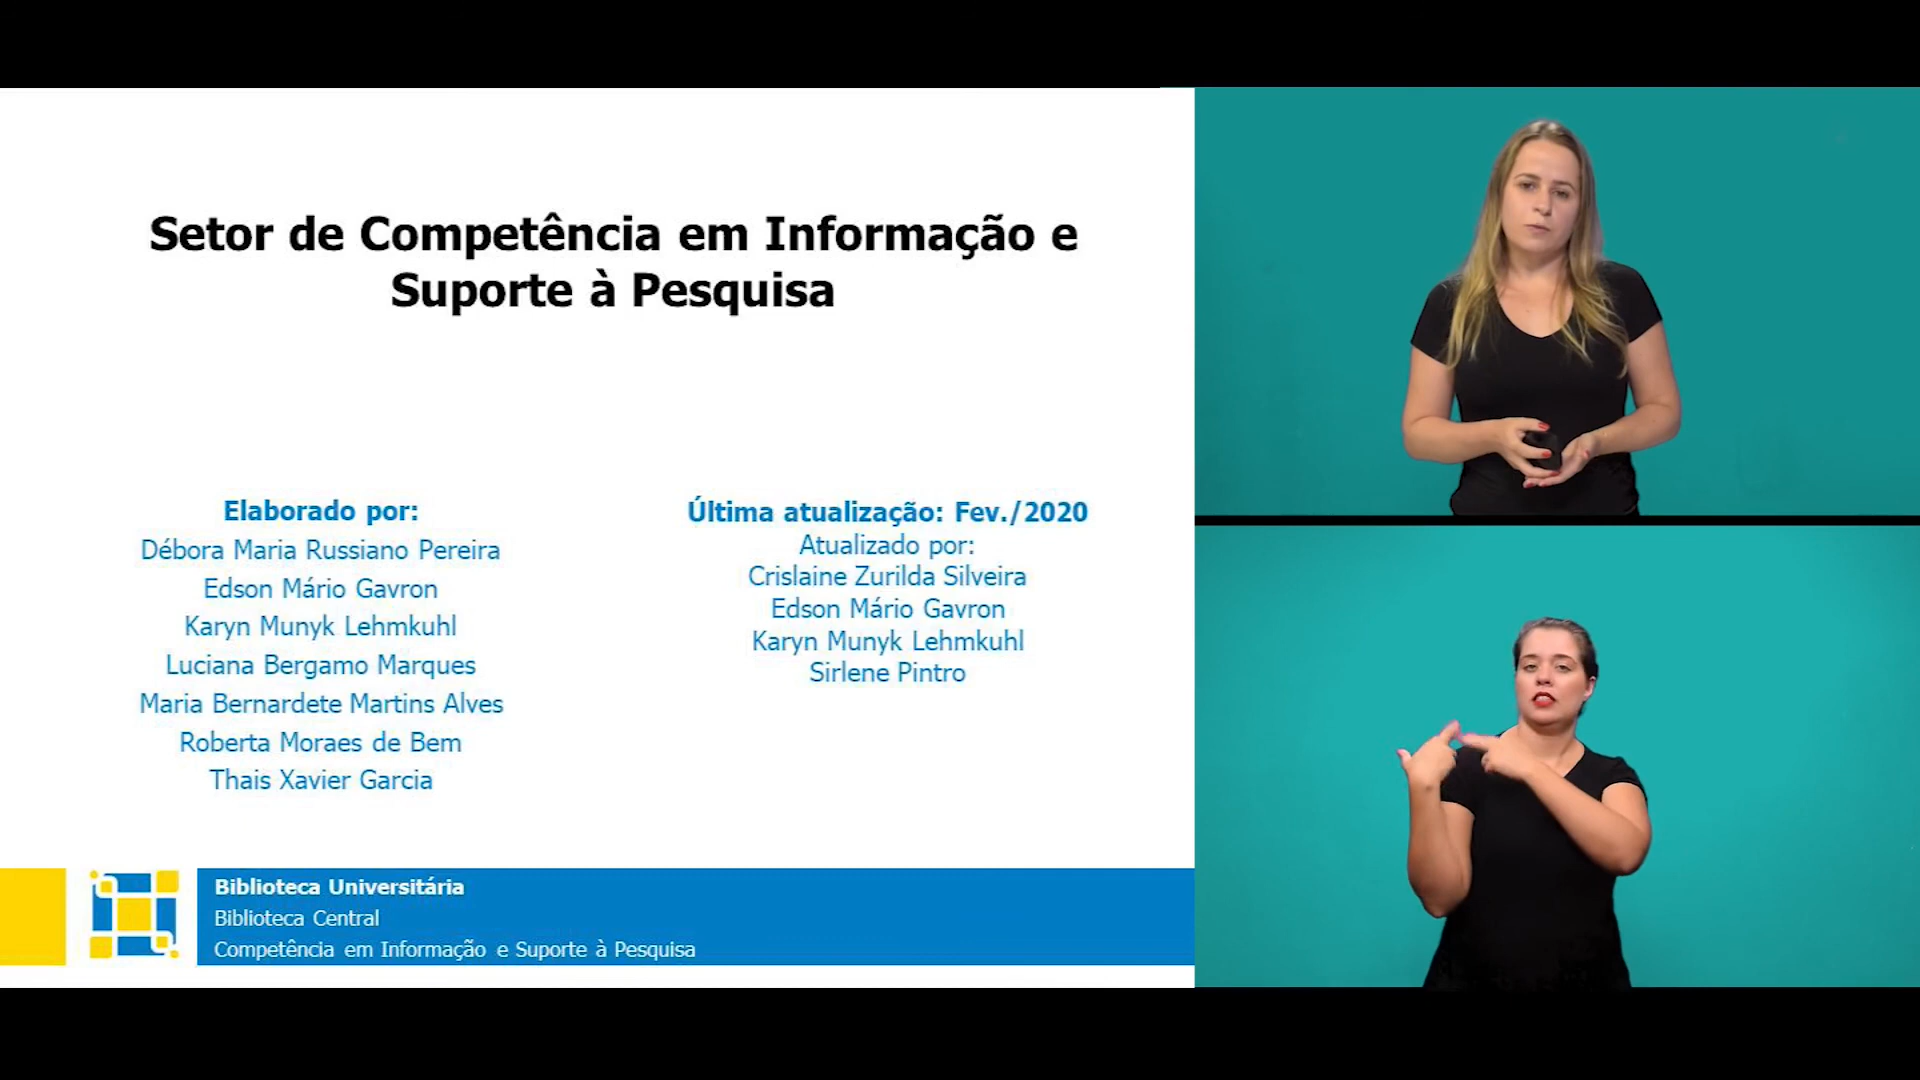 Setor de Competência em Informação e
Suporte à Pesquisa
Elaborado por:
Débora Maria Russiano Pereira
Edson Mário Gavron
Karyn Munyk Lehmkuhl
Luciana Bergamo Marques
Maria Bernardete Martins Alves
Roberta Moraes de Bem
Thais Xavier Garcia
Última atualização: Fev./2020
Atualizado por:
Crislaine Zurilda Silveira
Edson Mário Gavron
Karyn Munyk Lehmkuhl
Sirlene Pintro
Biblioteca Universitária
Biblioteca Central
Competência em Informação e Suporte à Pesquisa